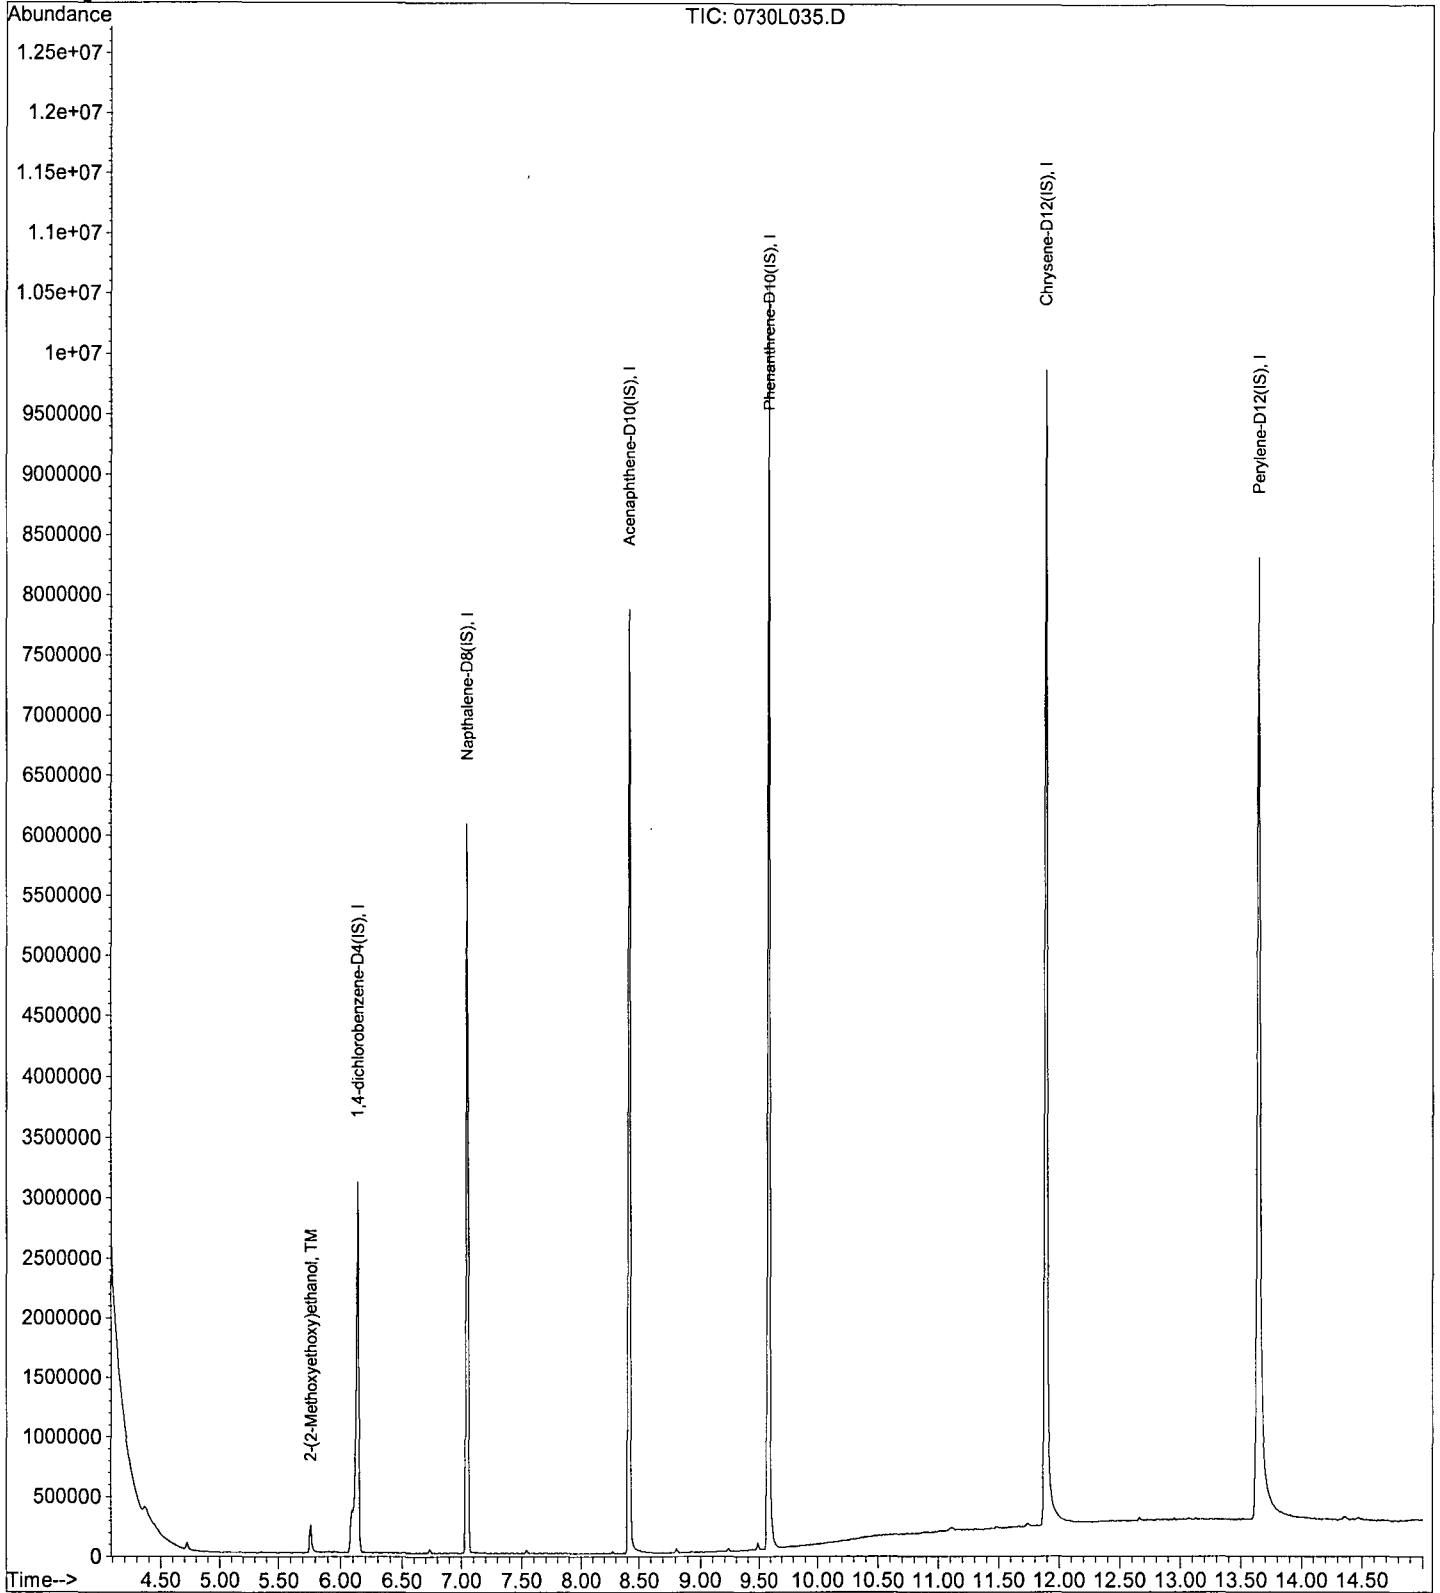 Abundance
TIC: 0730L035.D
1.25e+07
1.2e+07
1.15e+07
1.1e+07
1.05e+07
1e+07
9500000
9000000
8500000
8000000
7500000
7000000
6500000
6000000
5500000
5000000
4500000
4000000
3500000
3000000
2500000
2000000
1500000
1000000
500000
0
2-(2-Methoxyethoxy)ethanol, TM
1,4-dichlorobenzene-D4(IS), I
Napthalene-D8(IS), I
Acenaphthene-D10(IS), I
Phenanthrene-D10(IS), I
Chrysene-D12(IS), I
Perylene-D12(IS), I
Time--> 4.50 5.00 5.50 6.00 6.50 7.00 7.50 8.00 8.50 9.00 9.50 10.00 10.50 11.00 11.50 12.00 12.50 13.00 13.50 14.00 14.50